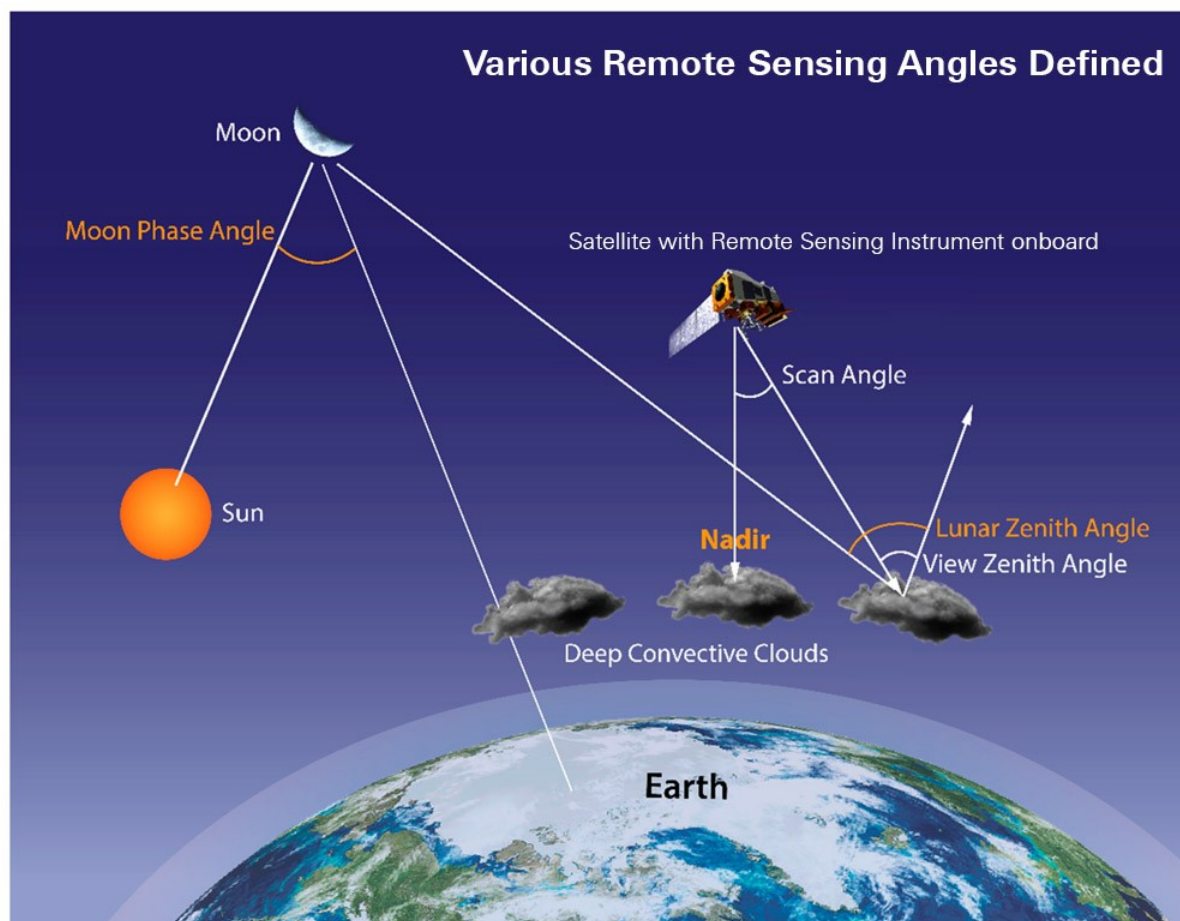 Various Remote Sensing Angles Defined
Moon
Moon Phase Angle
Satellite with Remote Sensing Instrument onboard
Scan Angle
Sun
Nadir
Lunar Zenith Angle
View Zenith Angle
Deep Convective Clouds
Earth